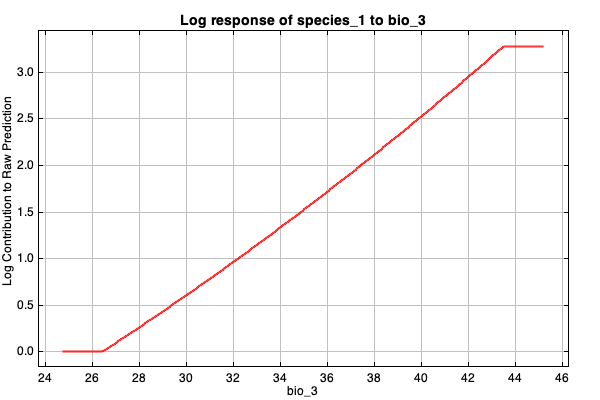 Log response of species_1 to bio_3
Log Contribution to Raw Prediction
3.0
2.5
2.0
1.5
1.0
0.5
0.0
24 26 28 30 32 34 36 38 40 42 44 46
bio_3